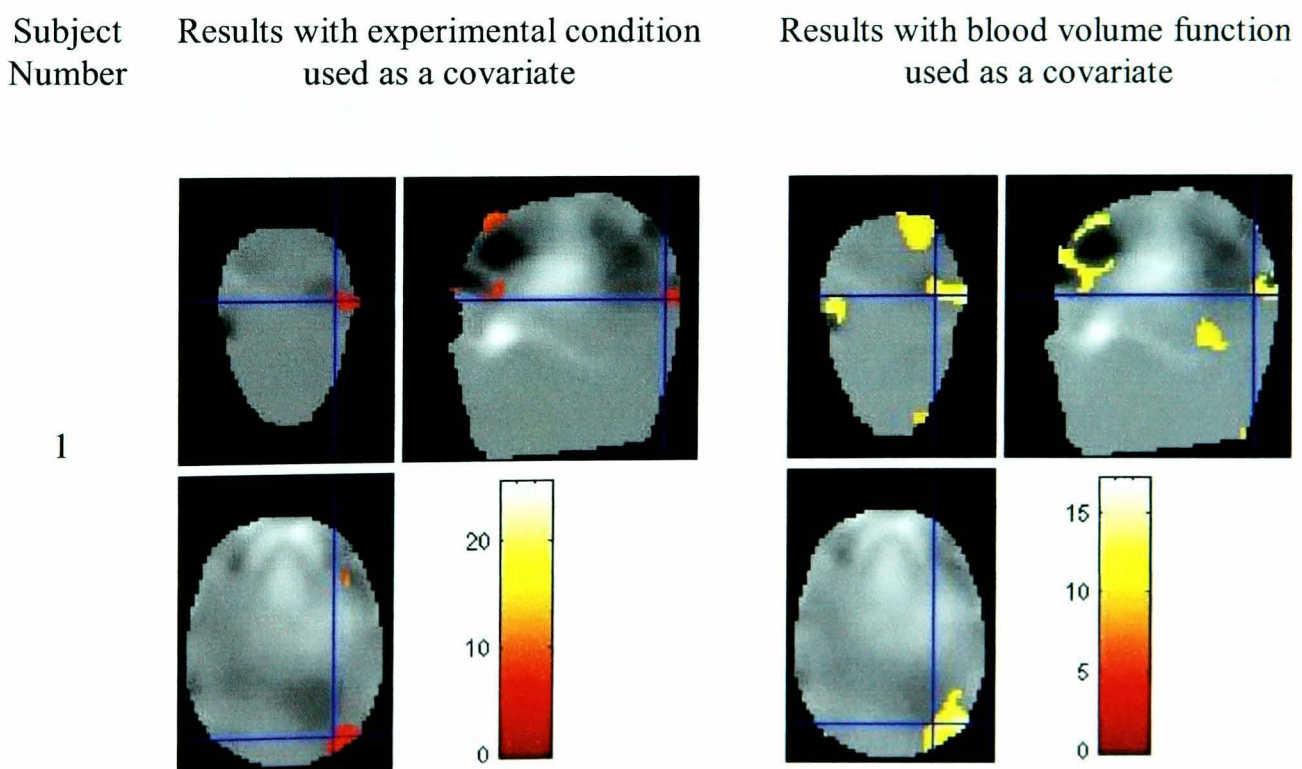 Subject
Number
Results with experimental condition
used as a covariate
Results with blood volume function
used as a covariate
1
20
10
0
15
10
5
0